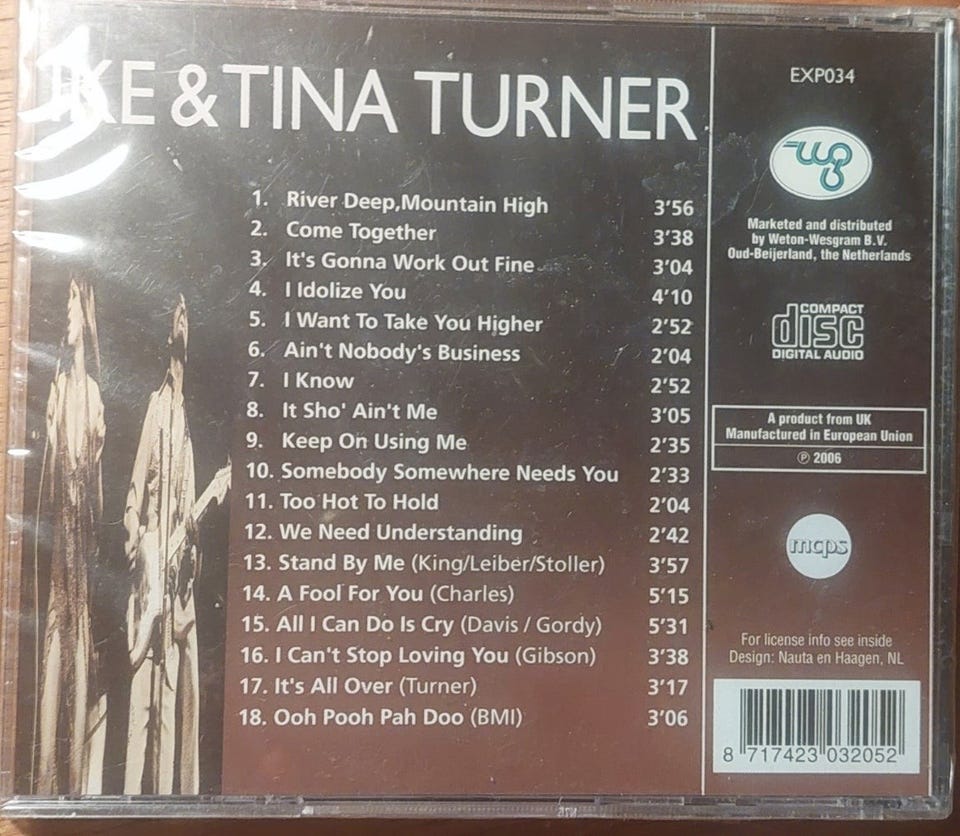 IKE & TINA TURNER
1. River Deep,Mountain High 3'56
2. Come Together 3'38
3. It's Gonna Work Out Fine 3'04
4. I Idolize You 4'10
5. I Want To Take You Higher 2'52
6. Ain't Nobody's Business 2'04
7. I Know 2'52
8. It Sho' Ain't Me 3'05
9. Keep On Using Me 2'35
10. Somebody Somewhere Needs You 2'33
11. Too Hot To Hold 2'04
12. We Need Understanding 2'42
13. Stand By Me (King/Leiber/Stoller) 3'57
14. A Fool For You (Charles) 5'15
15. All I Can Do Is Cry (Davis / Gordy) 5'31
16. I Can't Stop Loving You (Gibson) 3'38
17. It's All Over (Turner) 3'17
18. Ooh Pooh Pah Doo (BMI) 3'06
EXP034
wg
Marketed and distributed
by Weton-Wesgram B.V.
Oud-Beijerland, the Netherlands
COMPACT
disc
DIGITAL AUDIO
A product from UK
Manufactured in European Union
℗ 2006
mcps
For license info see inside
Design: Nauta en Haagen, NL
8 717423 032052